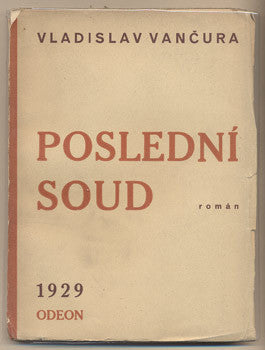 VLADISLAV VANČURA
POSLEDNÍ
SOUD
román
1929
ODEON